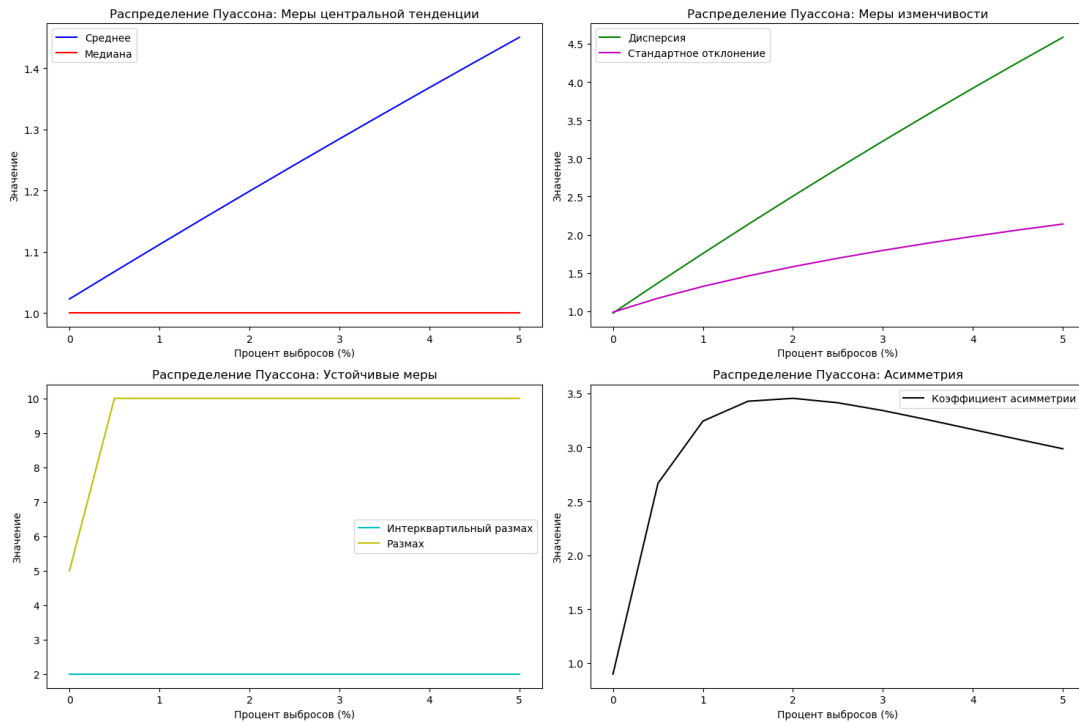 Распределение Пуассона: Меры центральной тенденции
Среднее
Медиана
Значение
1.4
1.3
1.2
1.1
1.0
0 1 2 3 4 5
Процент выбросов (%)
Распределение Пуассона: Меры изменчивости
Дисперсия
Стандартное отклонение
Значение
4.5
4.0
3.5
3.0
2.5
2.0
1.5
1.0
0 1 2 3 4 5
Процент выбросов (%)
Распределение Пуассона: Устойчивые меры
Интерквартильный размах
Размах
Значение
10
9
8
7
6
5
4
3
2
0 1 2 3 4 5
Процент выбросов (%)
Распределение Пуассона: Асимметрия
Коэффициент асимметрии
Значение
3.5
3.0
2.5
2.0
1.5
1.0
0 1 2 3 4 5
Процент выбросов (%)